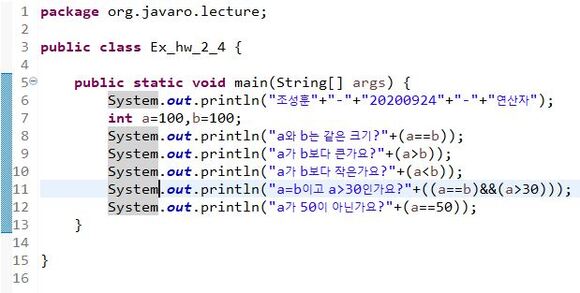 1 package org.javaro.lecture;
2
3 public class Ex_hw_2_4 {
4
5 public static void main(String[] args) {
6 System.out.println("조성훈"+"-"+"20200924"+"-"+"연산자");
7 int a=100,b=100;
8 System.out.println("a와 b는 같은 크기?"+(a==b));
9 System.out.println("a가 b보다 큰가요?"+(a>b));
10 System.out.println("a가 b보다 작은가요?"+(a<b));
11 System.out.println("a=b이고 a>30인가요?"+((a==b)&&(a>30)));
12 System.out.println("a가 50이 아닌가요?"+(a==50));
13 }
14
15 }
16